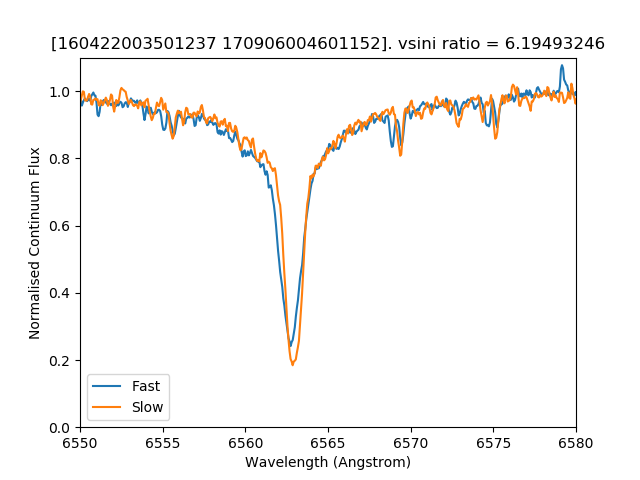 [160422003501237 170906004601152]. vsini ratio = 6.19493246
Normalised Continuum Flux
1.0
0.8
0.6
0.4
0.2
0.0
Fast
Slow
6550 6555 6560 6565 6570 6575 6580
Wavelength (Angstrom)